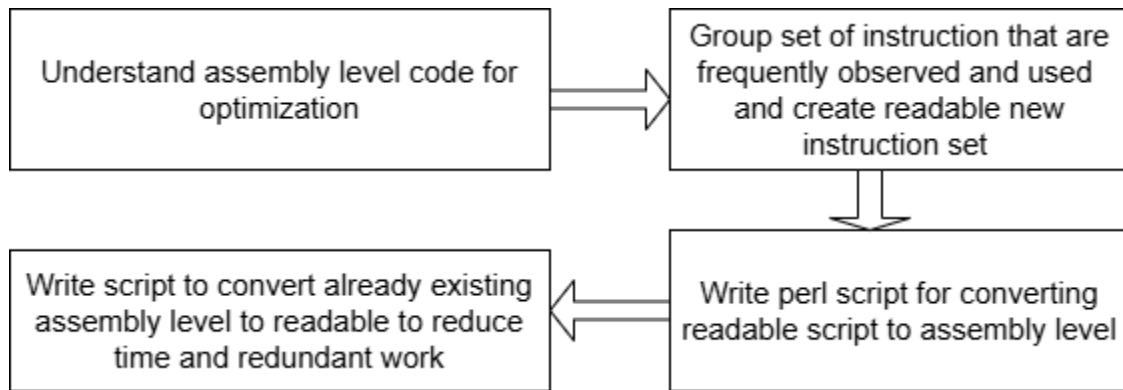 Understand assembly level code for
optimization
Group set of instruction that are
frequently observed and used
and create readable new
instruction set
Write perl script for converting
readable script to assembly level
Write script to convert already existing
assembly level to readable to reduce
time and redundant work